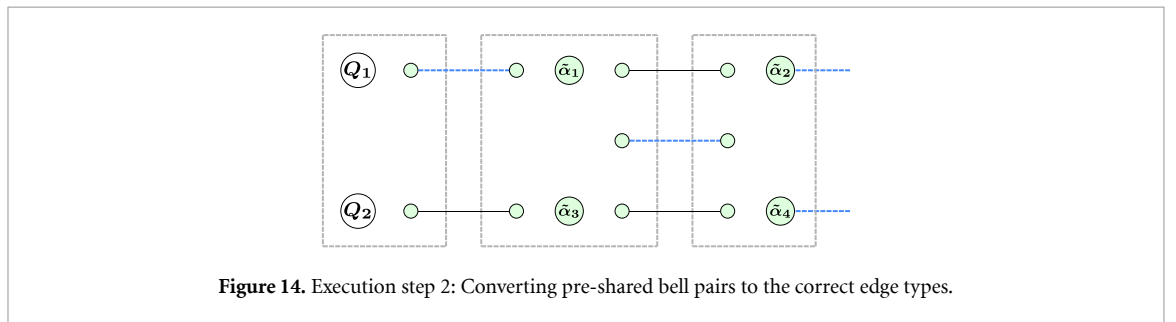 Q₁ α̃₁ α̃₂
Q₂ α̃₃ α̃₄
Figure 14. Execution step 2: Converting pre-shared bell pairs to the correct edge types.